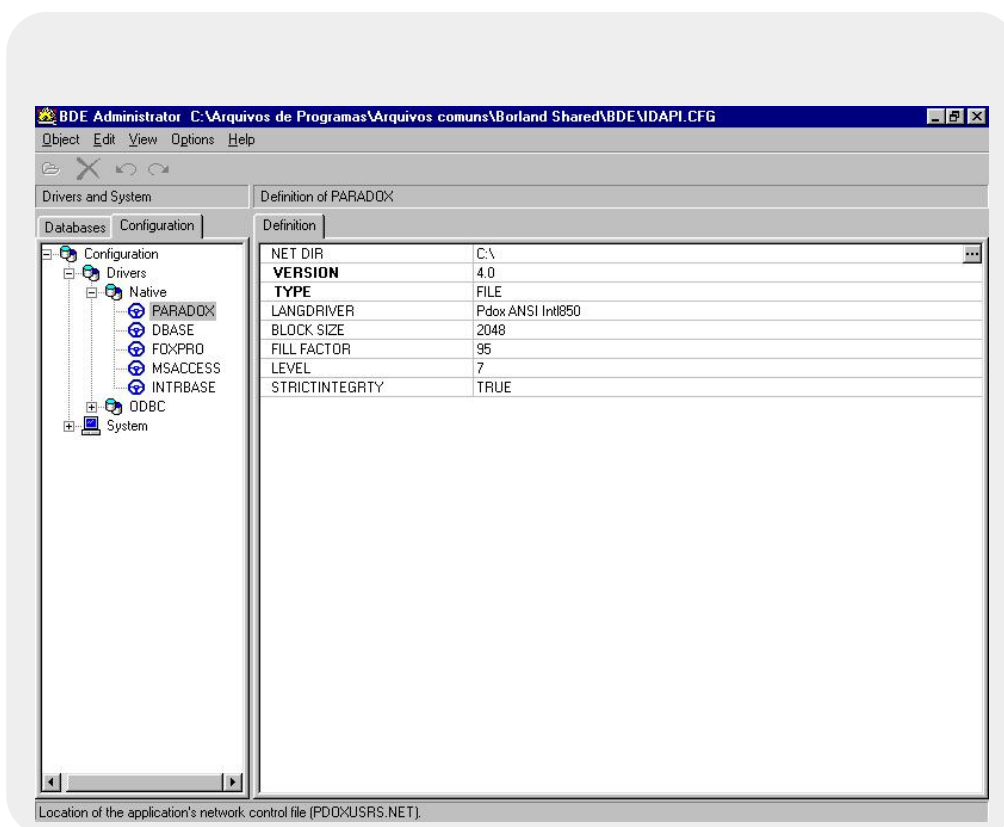 BDE Administrator C:\Arquivos de Programas\Arquivos comuns\Borland Shared\BDE\IDAPI.CFG
Object Edit View Options Help
Drivers and System
Definition of PARADOX
Databases Configuration
Definition
Configuration
Drivers
Native
PARADOX
DBASE
FOXPRO
MSACCESS
INTRBASE
ODBC
System
NET DIR C:\ ...
VERSION 4.0
TYPE FILE
LANGDRIVER Pdox ANSI Intl850
BLOCK SIZE 2048
FILL FACTOR 95
LEVEL 7
STRICTINTEGRTY TRUE
Location of the application's network control file (PDOXUSRS.NET).